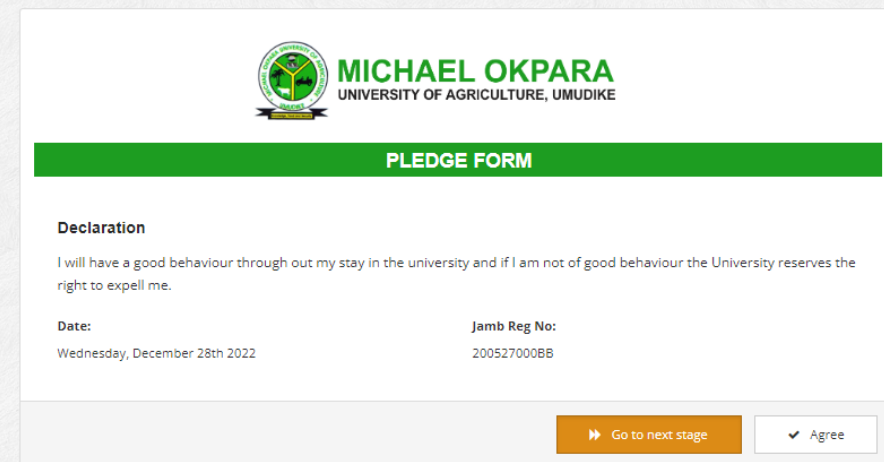 MICHAEL OKPARA
UNIVERSITY OF AGRICULTURE, UMUDIKE
UMUDIKE
PLEDGE FORM
Declaration
I will have a good behaviour through out my stay in the university and if I am not of good behaviour the University reserves the
right to expell me.
Date:
Jamb Reg No:
Wednesday, December 28th 2022
200527000BB
Go to next stage
Agree